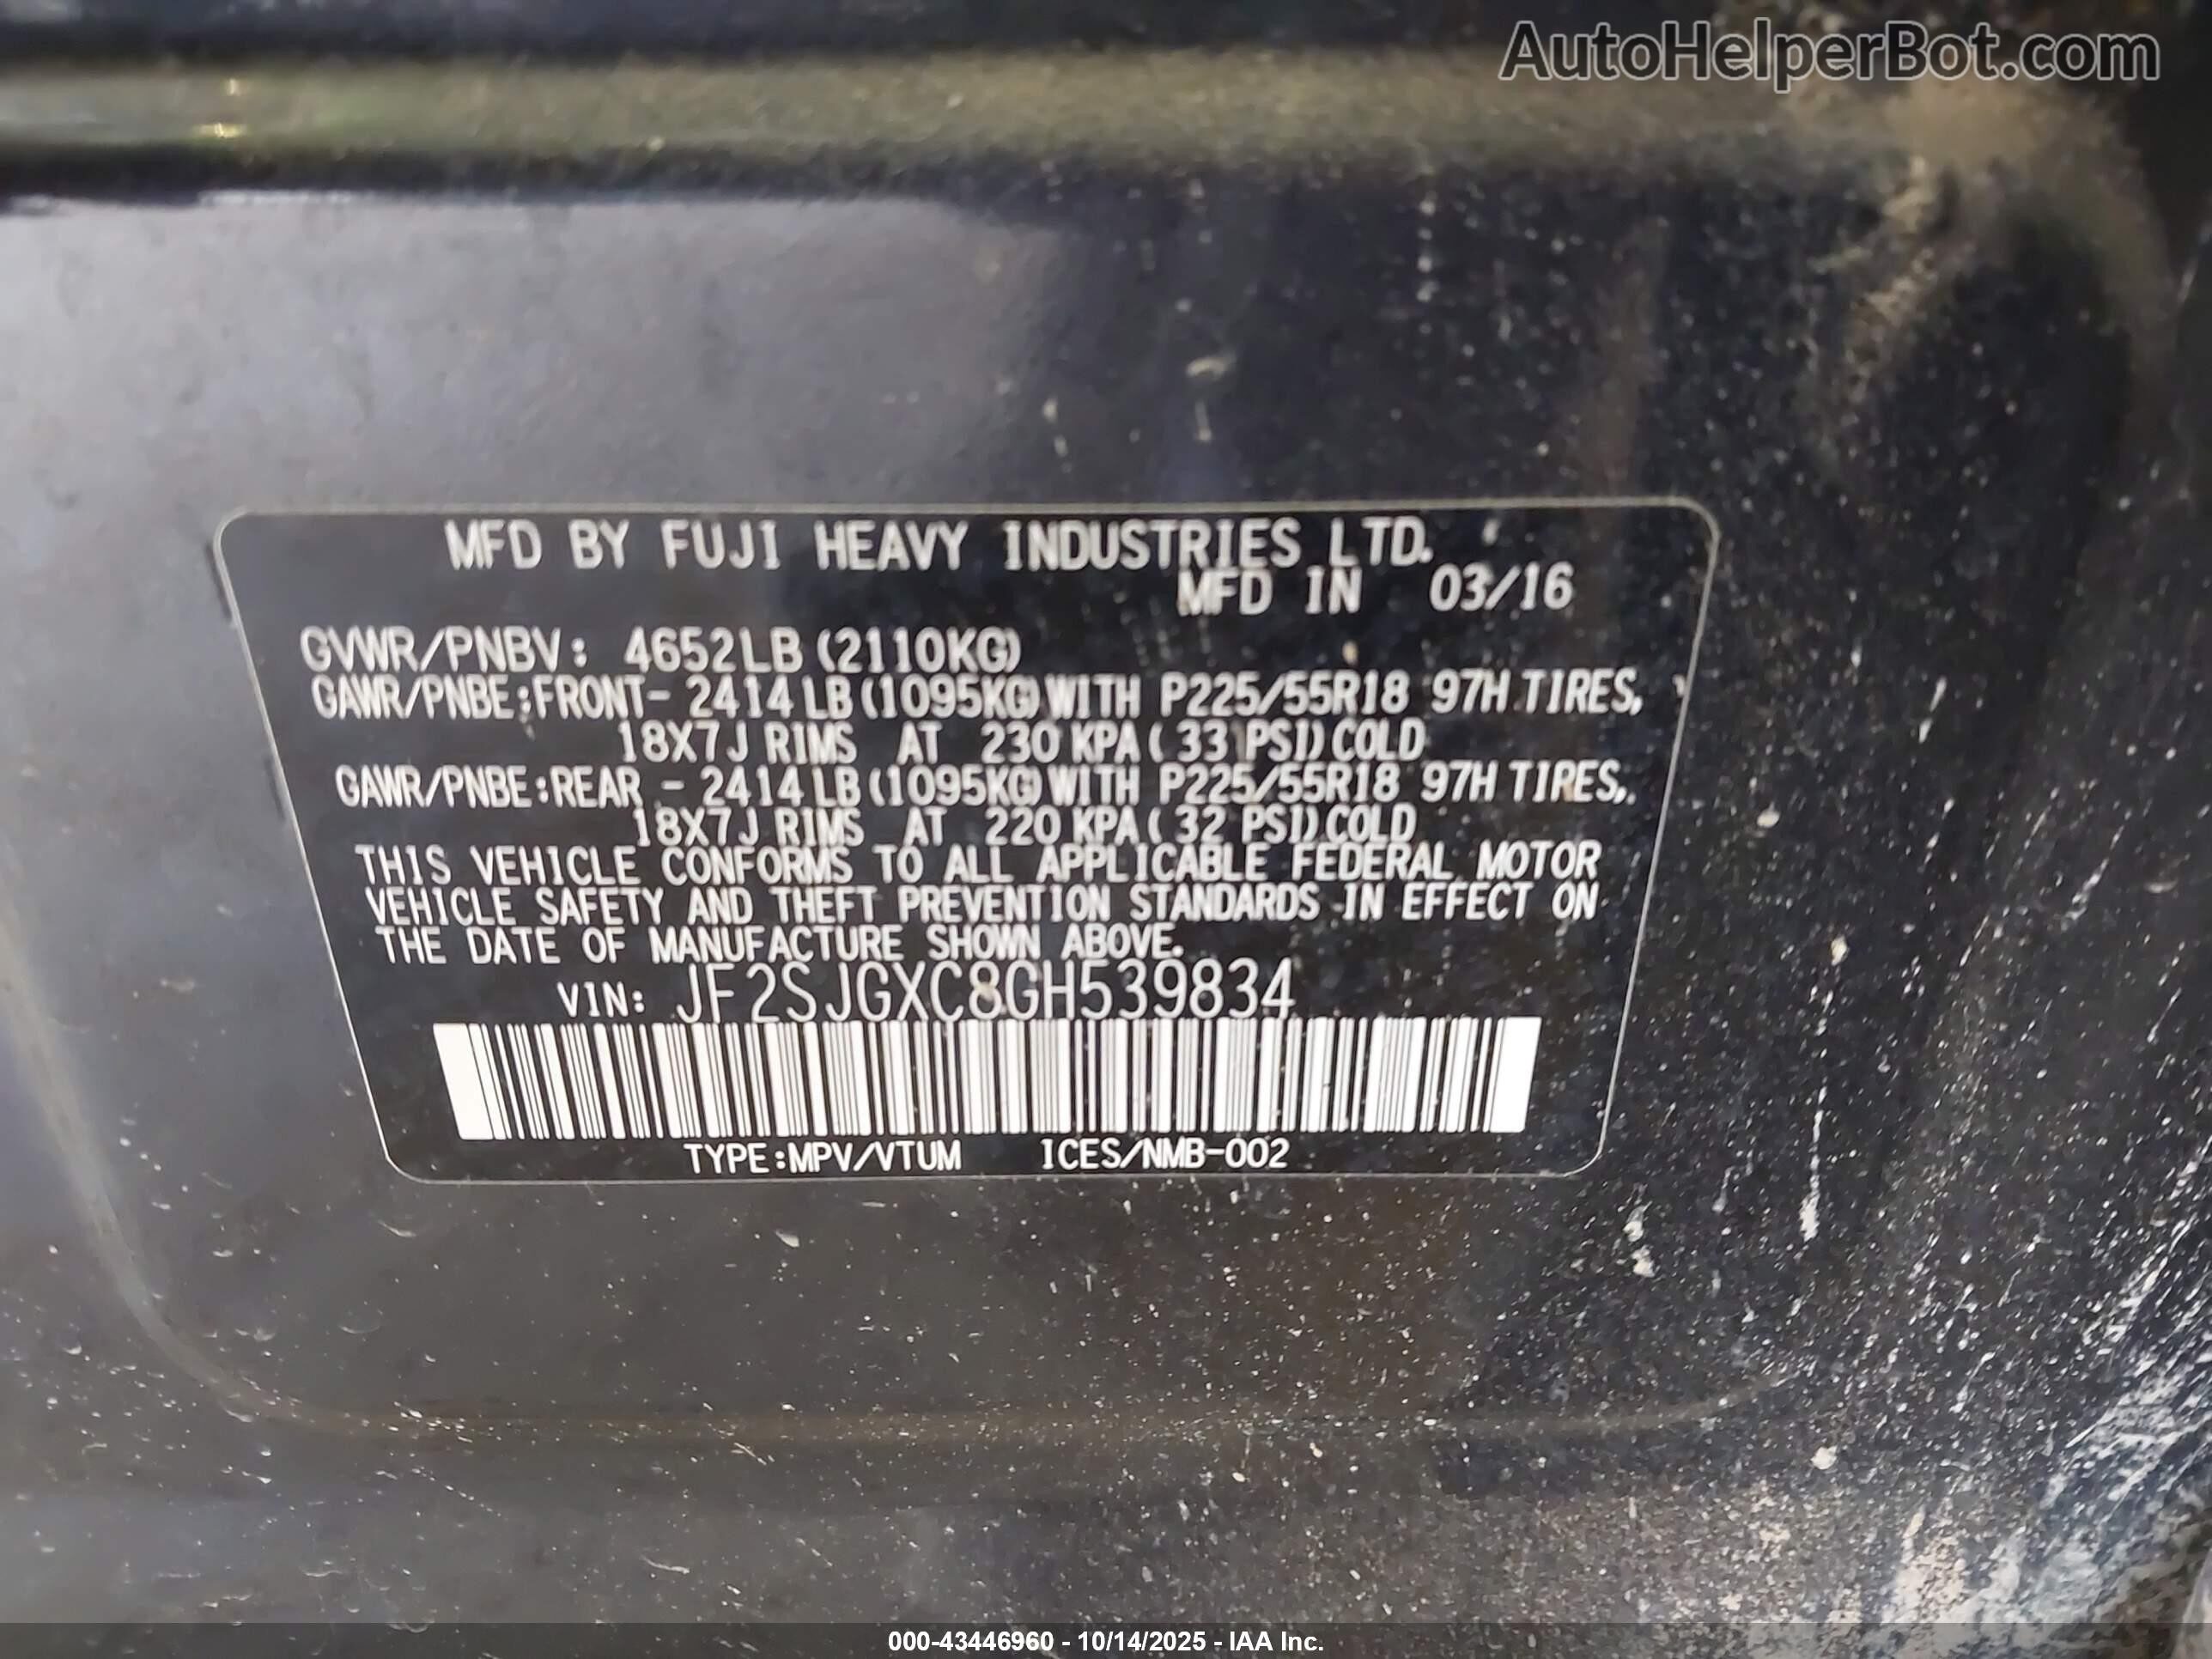 AutoHelperBot.com
MFD BY FUJI HEAVY INDUSTRIES LTD.
MFD IN 03/16
GVWR/PNBV: 4652LB (2110KG)
GAWR/PNBE:FRONT- 2414LB (1095KG) WITH P225/55R18 97H TIRES,
18X7J RIMS AT 230 KPA ( 33 PSI) COLD
GAWR/PNBE:REAR - 2414LB (1095KG) WITH P225/55R18 97H TIRES,
18X7J RIMS AT 220 KPA ( 32 PSI) COLD
THIS VEHICLE CONFORMS TO ALL APPLICABLE FEDERAL MOTOR
VEHICLE SAFETY AND THEFT PREVENTION STANDARDS IN EFFECT ON
THE DATE OF MANUFACTURE SHOWN ABOVE.
VIN: JF2SJGXC8GH539834
TYPE:MPV/VTUM ICES/NMB-002
000-43446960 - 10/14/2025 - IAA Inc.